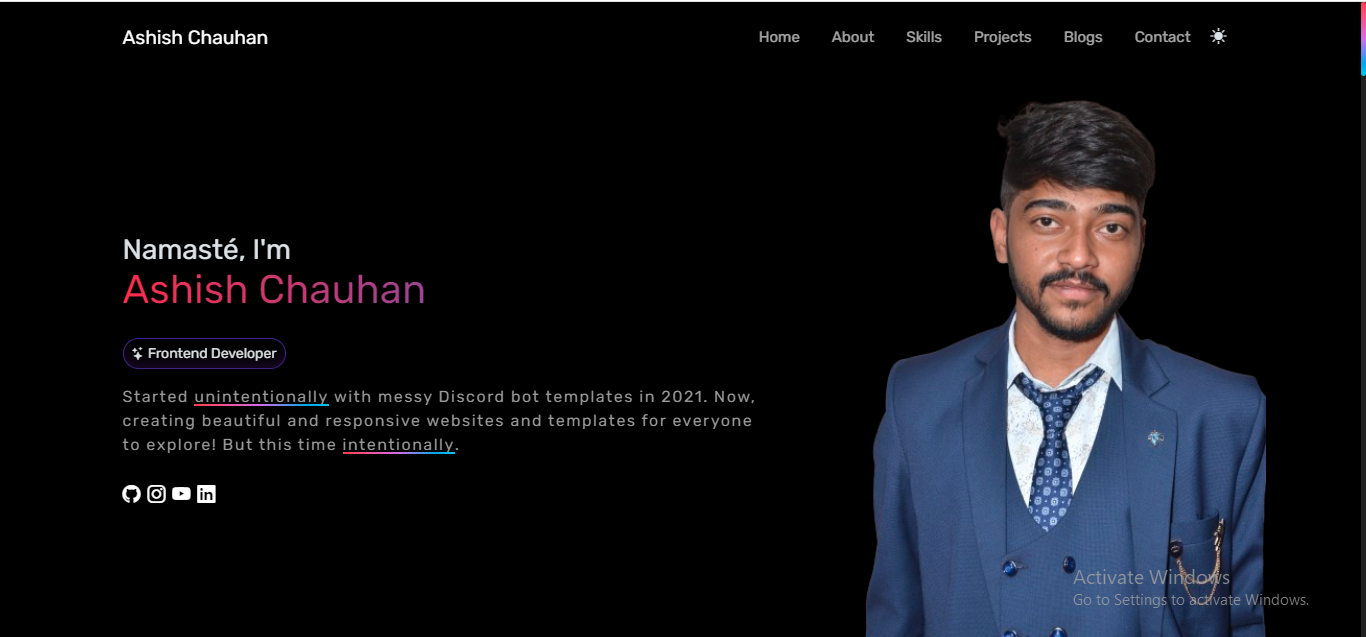 Ashish Chauhan
Home About Skills Projects Blogs Contact
Namasté, I'm
Ashish Chauhan
Frontend Developer
Started unintentionally with messy Discord bot templates in 2021. Now,
creating beautiful and responsive websites and templates for everyone
to explore! But this time intentionally.
Activate Windows
Go to Settings to activate Windows.